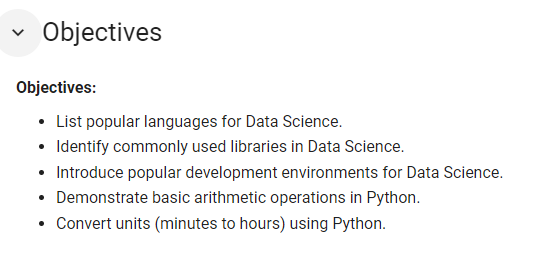 Objectives
Objectives:
• List popular languages for Data Science.
• Identify commonly used libraries in Data Science.
• Introduce popular development environments for Data Science.
• Demonstrate basic arithmetic operations in Python.
• Convert units (minutes to hours) using Python.